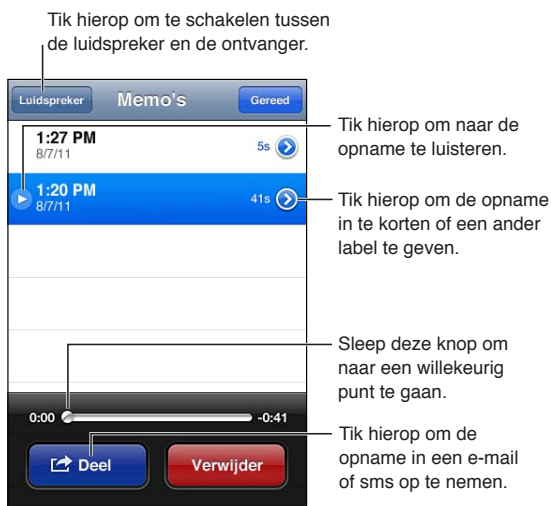 Tik hierop om te schakelen tussen
de luidspreker en de ontvanger.
Luidspreker
Memo's
Gereed
1:27 PM
8/7/11
5s
Tik hierop om naar de
opname te luisteren.
1:20 PM
8/7/11
41s
Tik hierop om de opname
in te korten of een ander
label te geven.
Sleep deze knop om
naar een willekeurig
punt te gaan.
0:00
-0:41
Deel
Verwijder
Tik hierop om de
opname in een e-mail
of sms op te nemen.